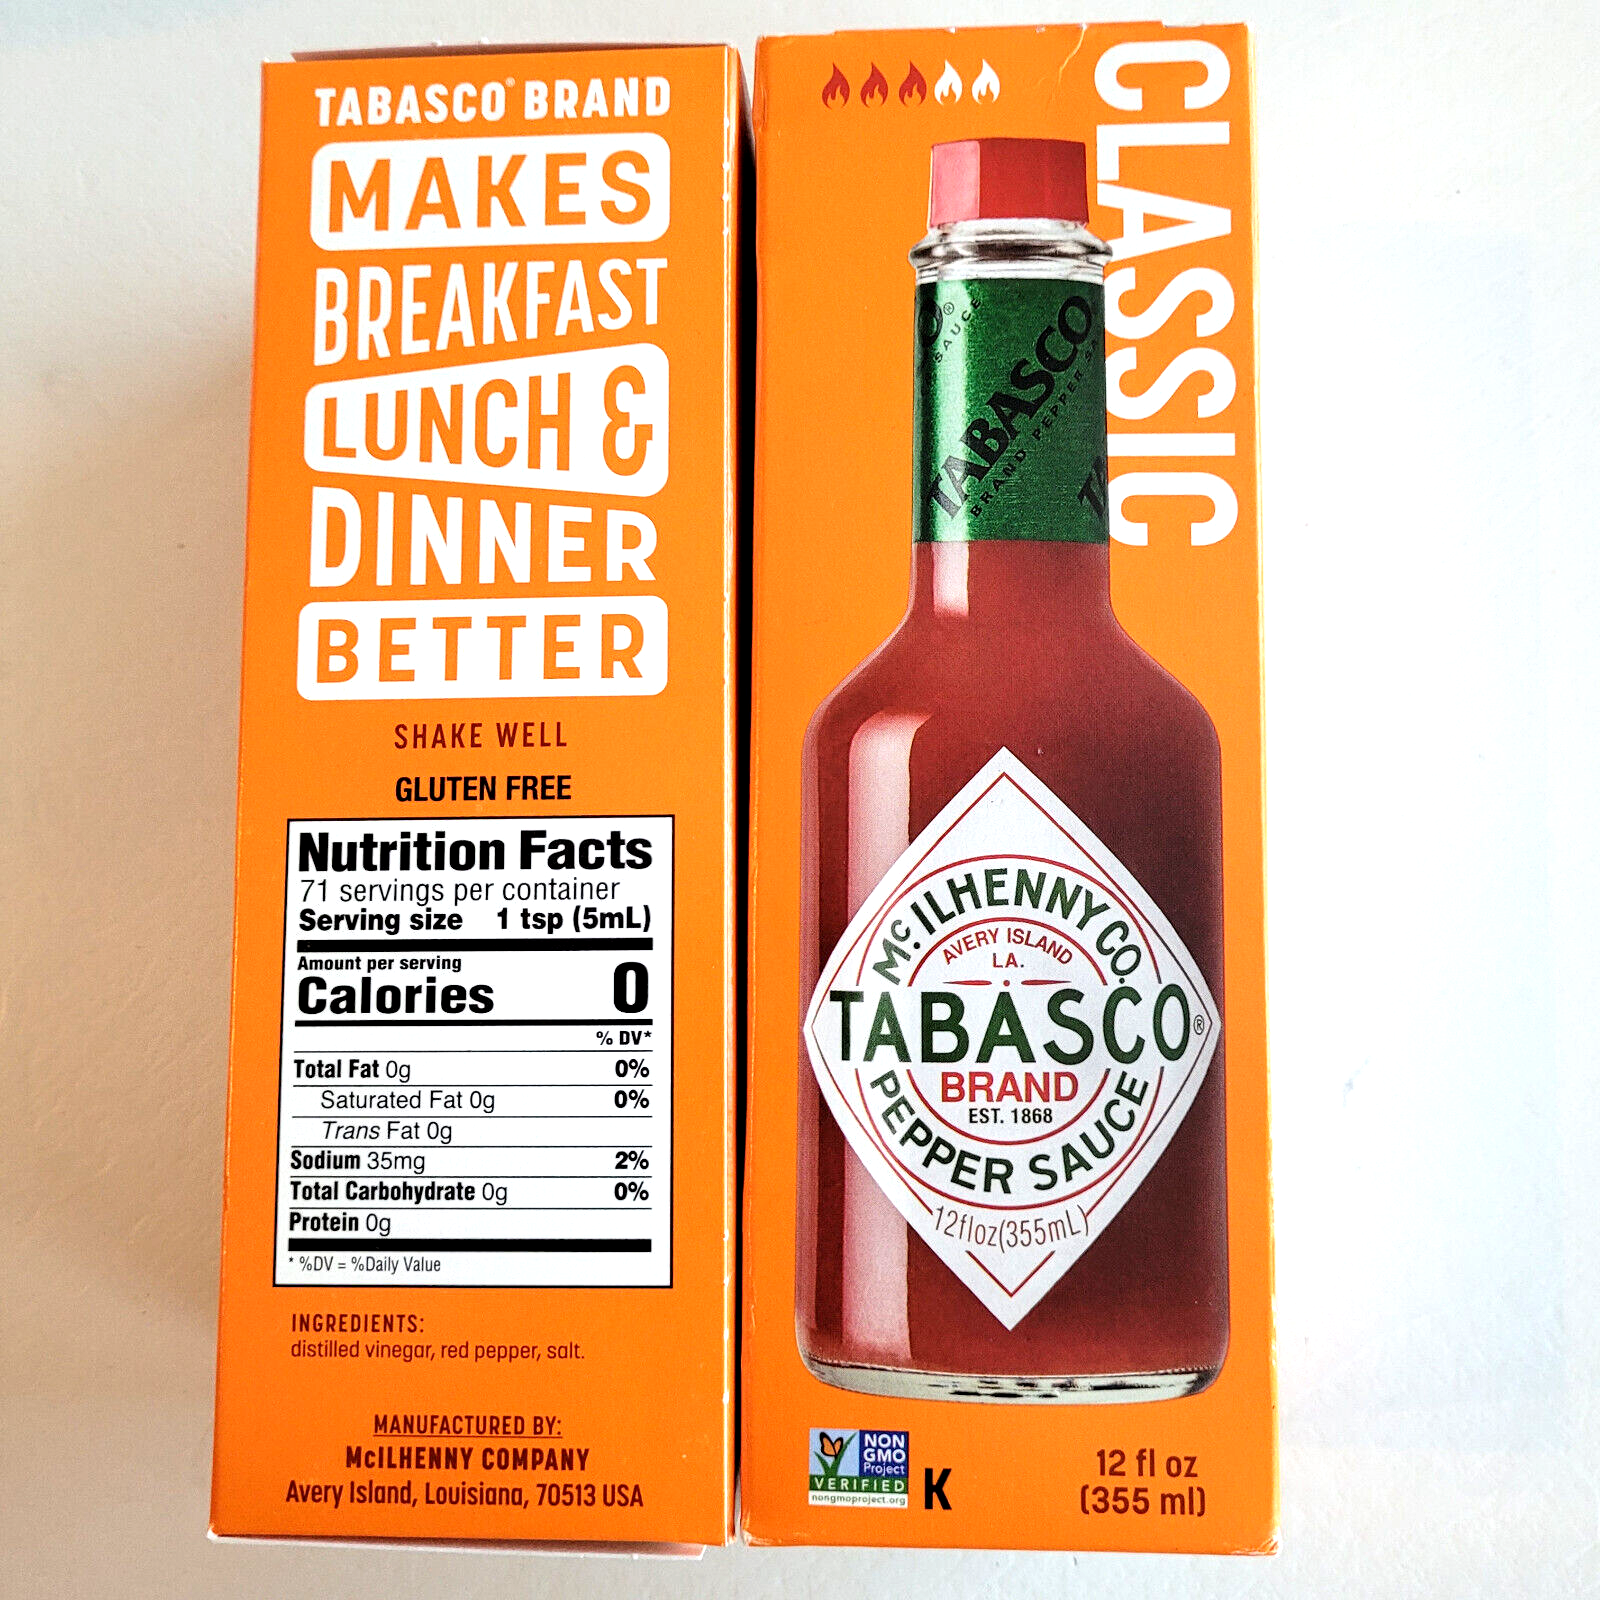 TABASCO® BRAND
MAKES
BREAKFAST
LUNCH &
DINNER
BETTER
SHAKE WELL
GLUTEN FREE
Nutrition Facts
71 servings per container
Serving size 1 tsp (5mL)
Amount per serving
Calories 0
% DV*
Total Fat 0g 0%
Saturated Fat 0g 0%
Trans Fat 0g
Sodium 35mg 2%
Total Carbohydrate 0g 0%
Protein 0g
* %DV = %Daily Value
INGREDIENTS:
distilled vinegar, red pepper, salt.
MANUFACTURED BY:
McILHENNY COMPANY
Avery Island, Louisiana, 70513 USA
CLASSIC
TABASCO
BRAND PEPPER
SAUCE
McILHENNY CO.
AVERY ISLAND
LA.
TABASCO®
BRAND
EST. 1868
PEPPER SAUCE
12floz(355mL)
NON
GMO
Project
VERIFIED
nongmoproject.org
K
12 fl oz
(355 ml)